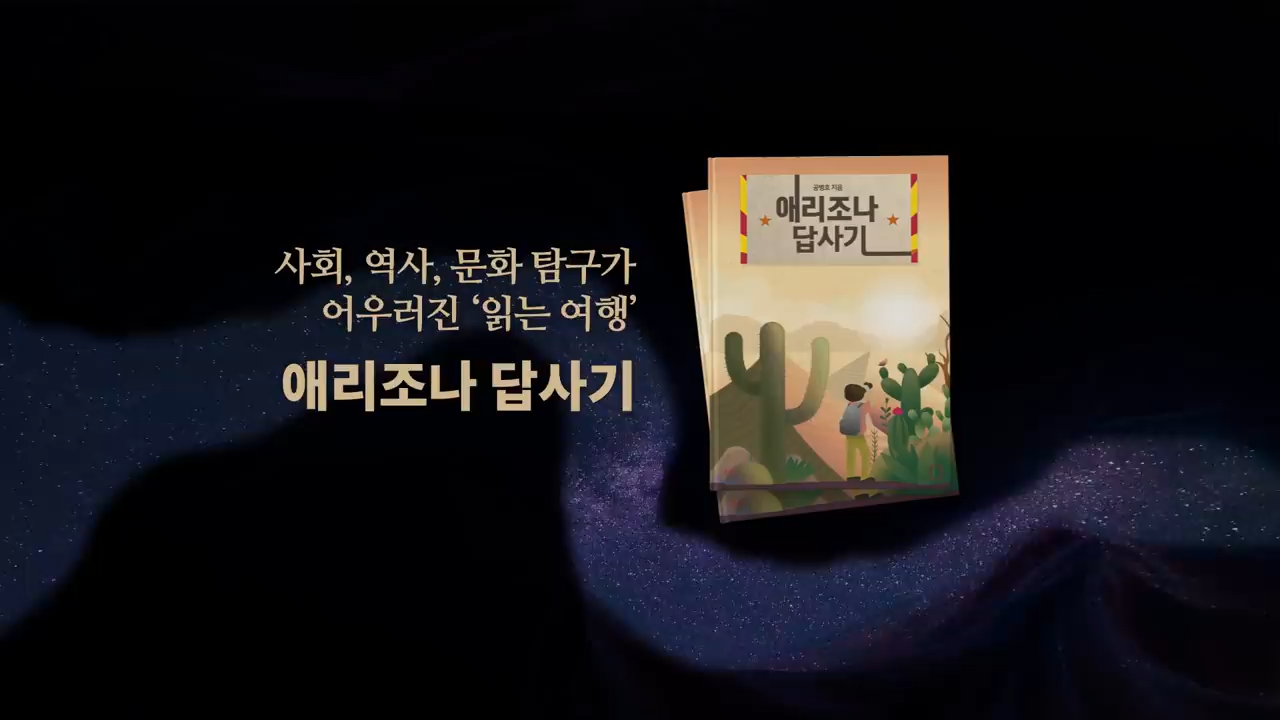 사회, 역사, 문화 탐구가
어우러진 ‘읽는 여행’
애리조나 답사기
공병호 지음
애리조나
답사기